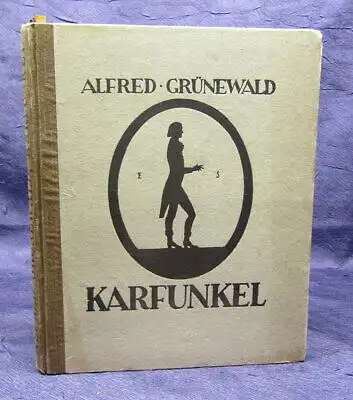 ALFRED · GRÜNEWALD
E S
KARFUNKEL